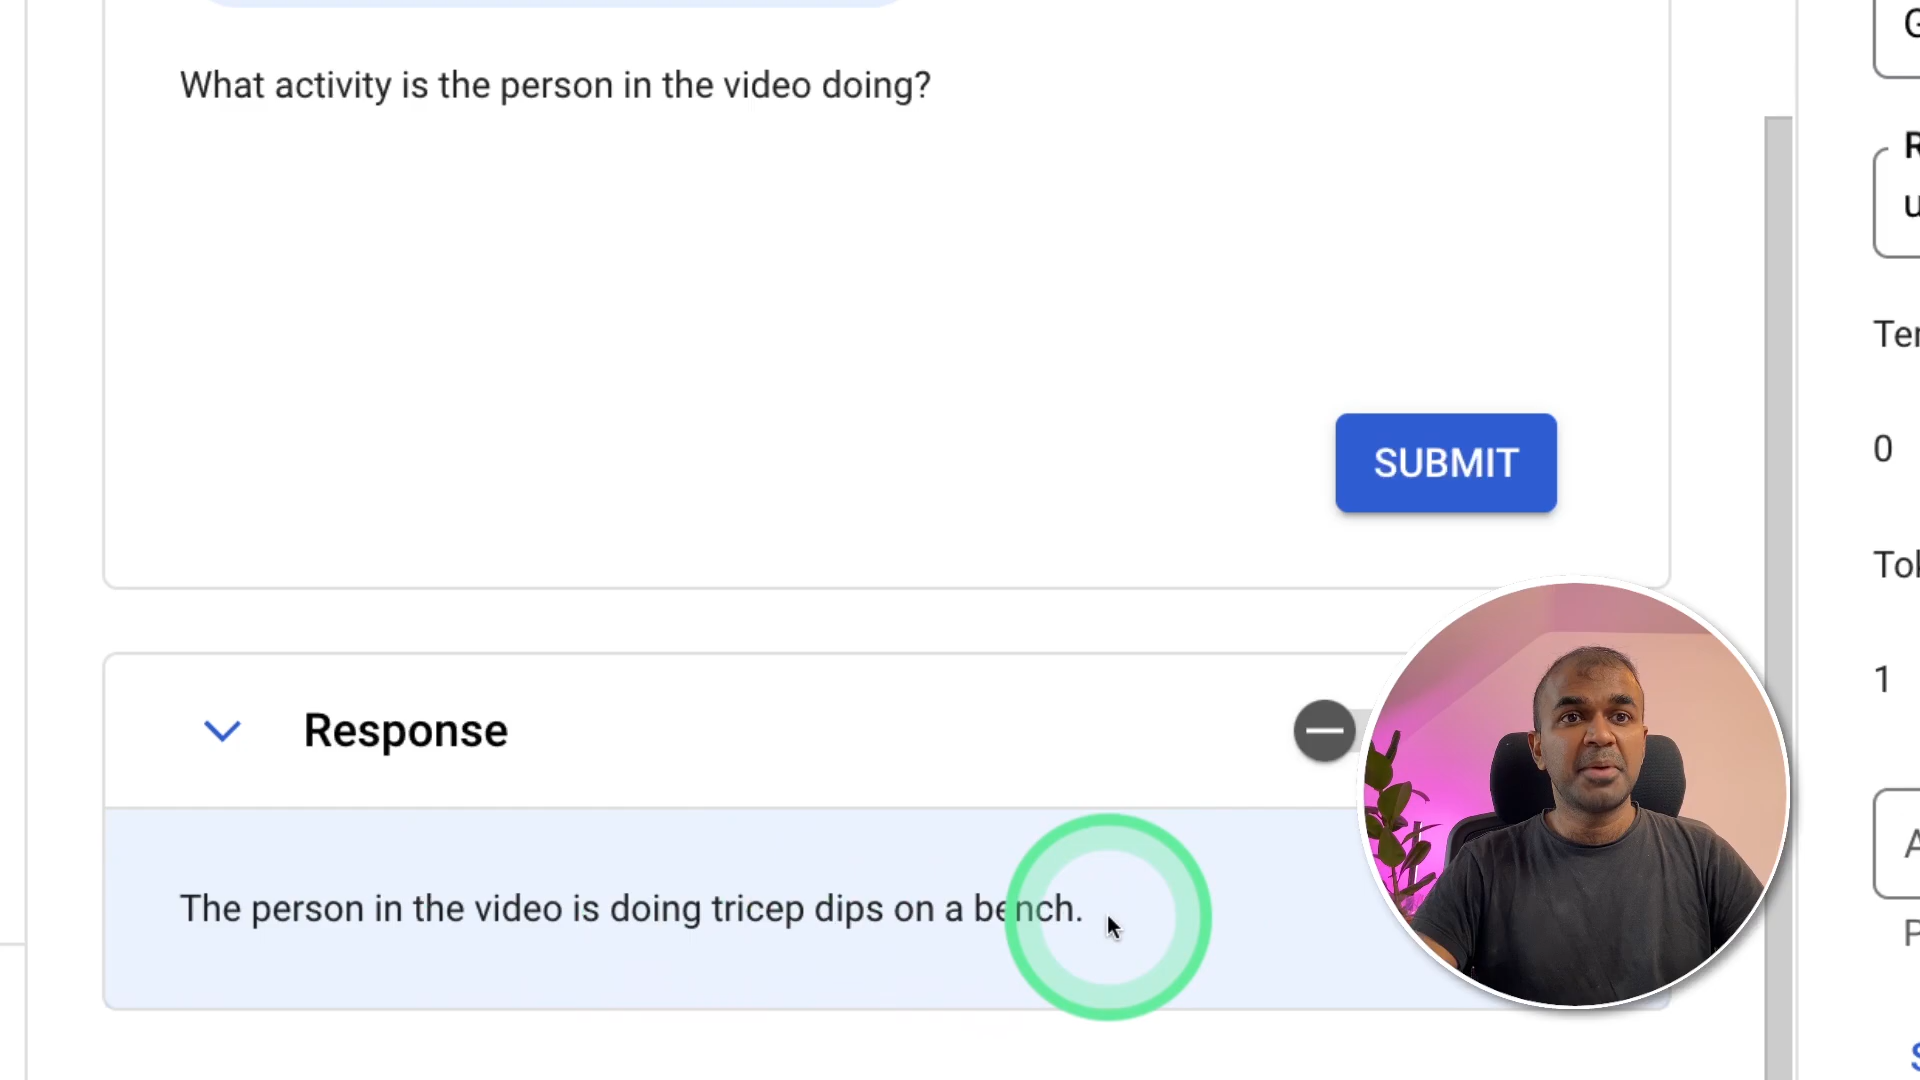 What activity is the person in the video doing?
SUBMIT
Response
The person in the video is doing tricep dips on a bench.
0
1